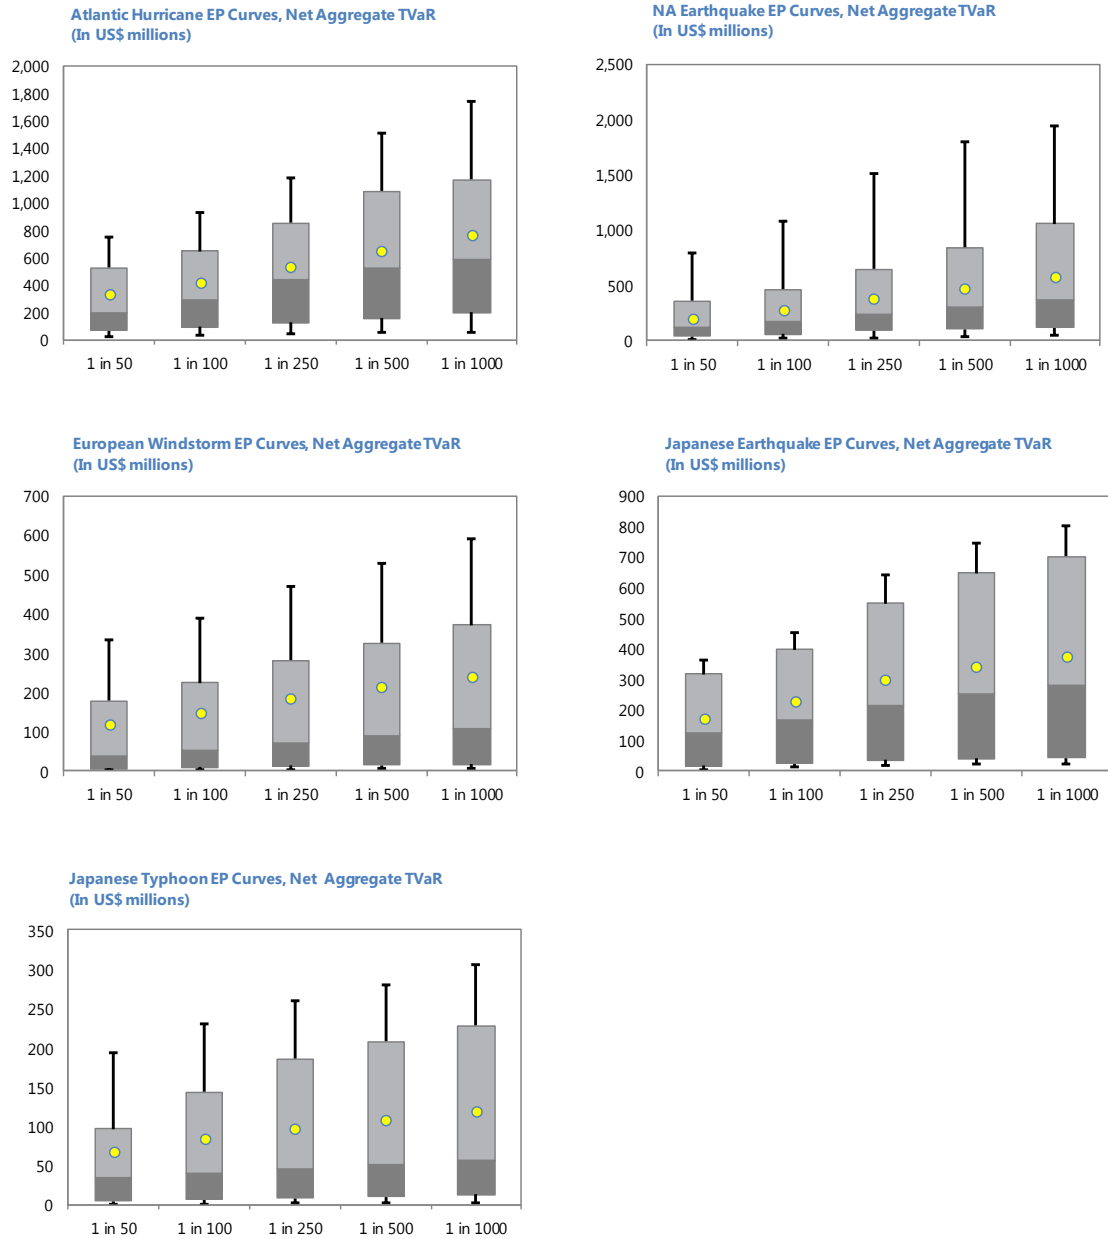 Atlantic Hurricane EP Curves, Net Aggregate TVaR
(In US$ millions)
2,000
1,800
1,600
1,400
1,200
1,000
800
600
400
200
0
1 in 50 1 in 100 1 in 250 1 in 500 1 in 1000
NA Earthquake EP Curves, Net Aggregate TVaR
(In US$ millions)
2,500
2,000
1,500
1,000
500
0
1 in 50 1 in 100 1 in 250 1 in 500 1 in 1000
European Windstorm EP Curves, Net Aggregate TVaR
(In US$ millions)
700
600
500
400
300
200
100
0
1 in 50 1 in 100 1 in 250 1 in 500 1 in 1000
Japanese Earthquake EP Curves, Net Aggregate TVaR
(In US$ millions)
900
800
700
600
500
400
300
200
100
0
1 in 50 1 in 100 1 in 250 1 in 500 1 in 1000
Japanese Typhoon EP Curves, Net Aggregate TVaR
(In US$ millions)
350
300
250
200
150
100
50
0
1 in 50 1 in 100 1 in 250 1 in 500 1 in 1000